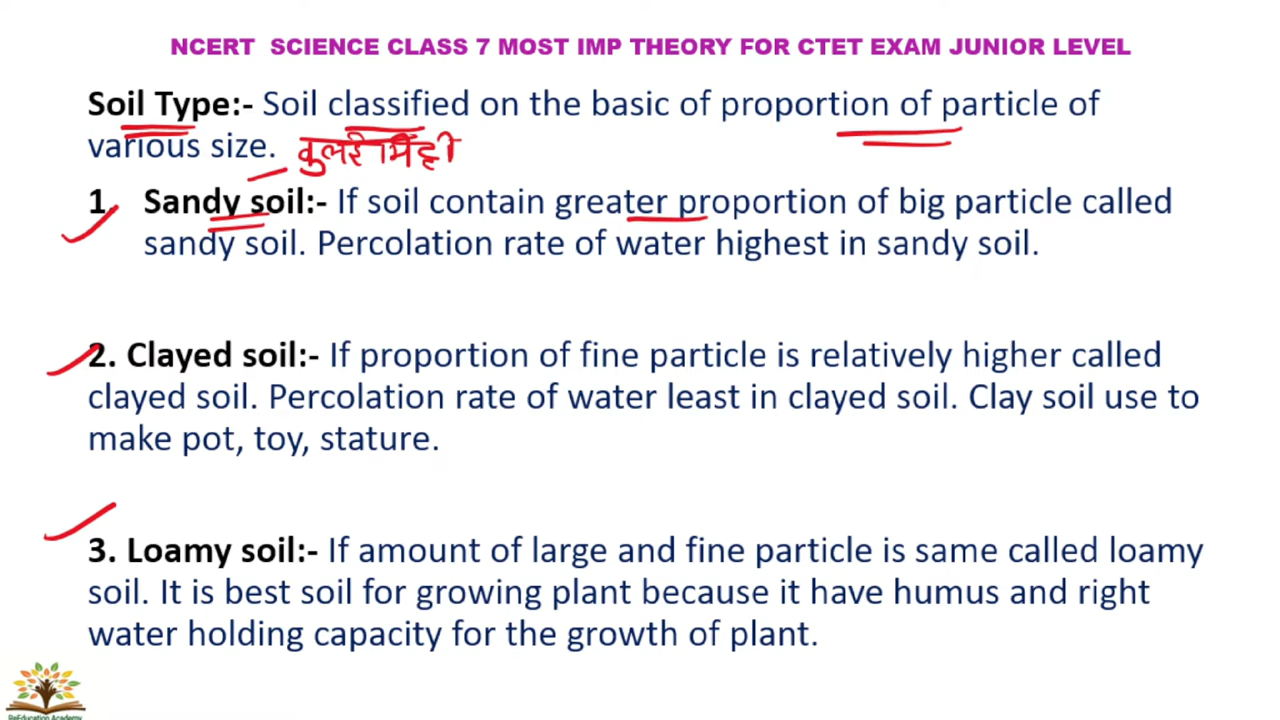 NCERT SCIENCE CLASS 7 MOST IMP THEORY FOR CTET EXAM JUNIOR LEVEL
Soil Type:- Soil classified on the basic of proportion of particle of
various size. मिट्टी
1. Sandy soil:- If soil contain greater proportion of big particle called
sandy soil. Percolation rate of water highest in sandy soil.
2. Clayed soil:- If proportion of fine particle is relatively higher called
clayed soil. Percolation rate of water least in clayed soil. Clay soil use to
make pot, toy, stature.
3. Loamy soil:- If amount of large and fine particle is same called loamy
soil. It is best soil for growing plant because it have humus and right
water holding capacity for the growth of plant.